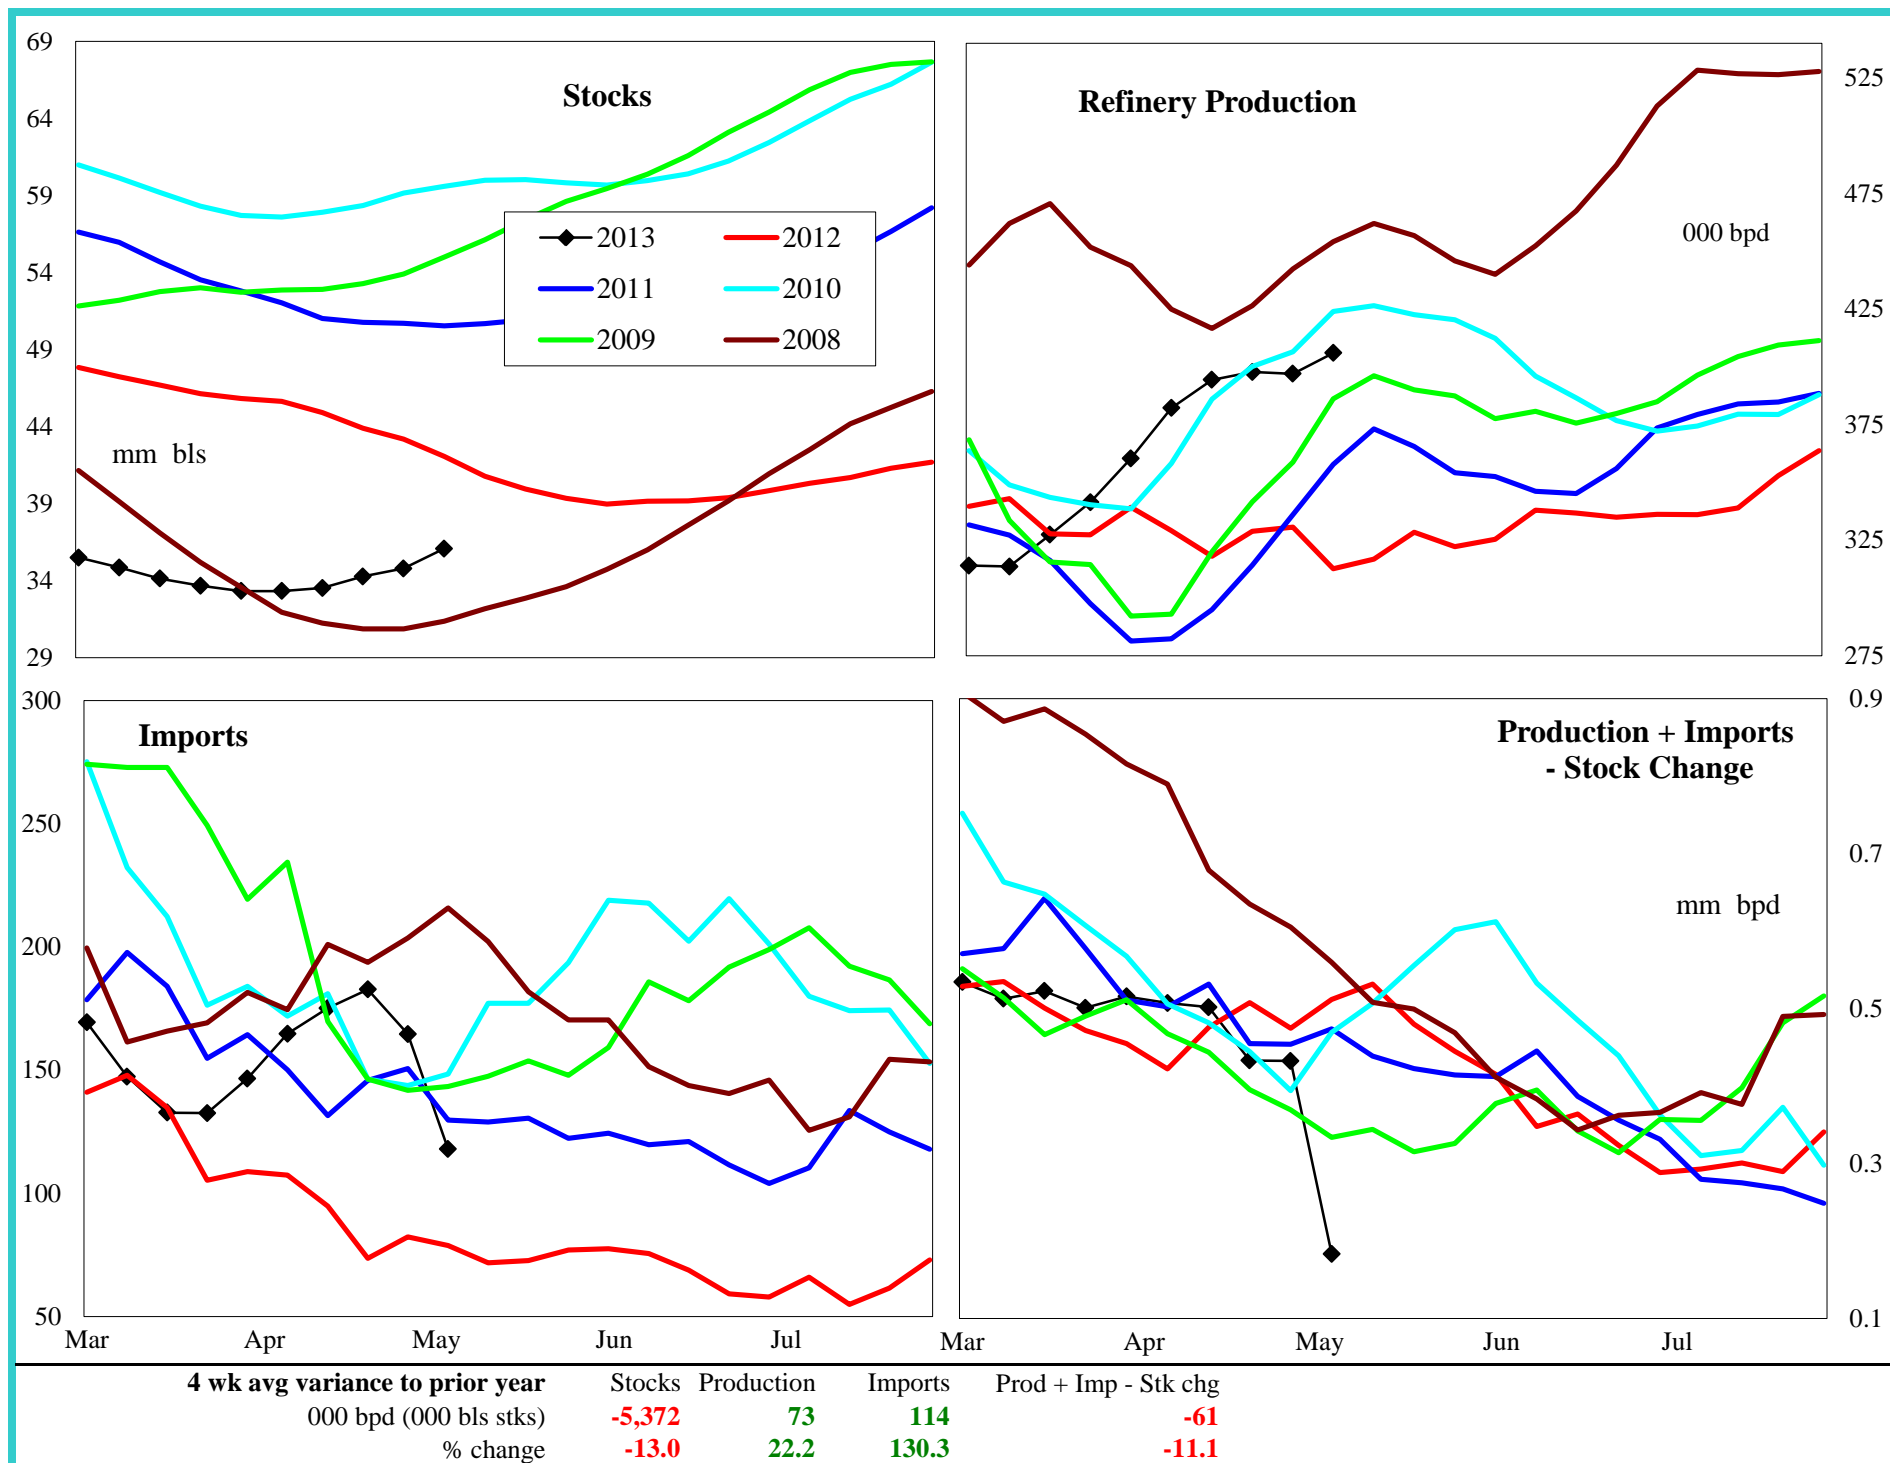 69
64
59
54
49
44
39
34
29
Stocks
mm bls
2013
2012
2011
2010
2009
2008
Refinery Production
000 bpd
525
475
425
375
325
275
300
250
200
150
100
50
Imports
Mar Apr May Jun Jul
Production + Imports
- Stock Change
mm bpd
0.9
0.7
0.5
0.3
0.1
Mar Apr May Jun Jul
4 wk avg variance to prior year Stocks Production Imports Prod + Imp - Stk chg
000 bpd (000 bls stks) -5,372 73 114 -61
% change -13.0 22.2 130.3 -11.1